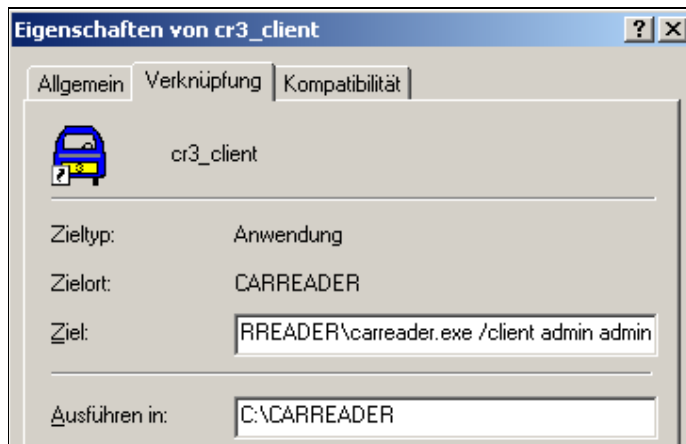 Eigenschaften von cr3_client
Allgemein Verknüpfung Kompatibilität
cr3_client
Zieltyp: Anwendung
Zielort: CARREADER
Ziel: RREADER\carreader.exe /client admin admin
Ausführen in: C:\CARREADER